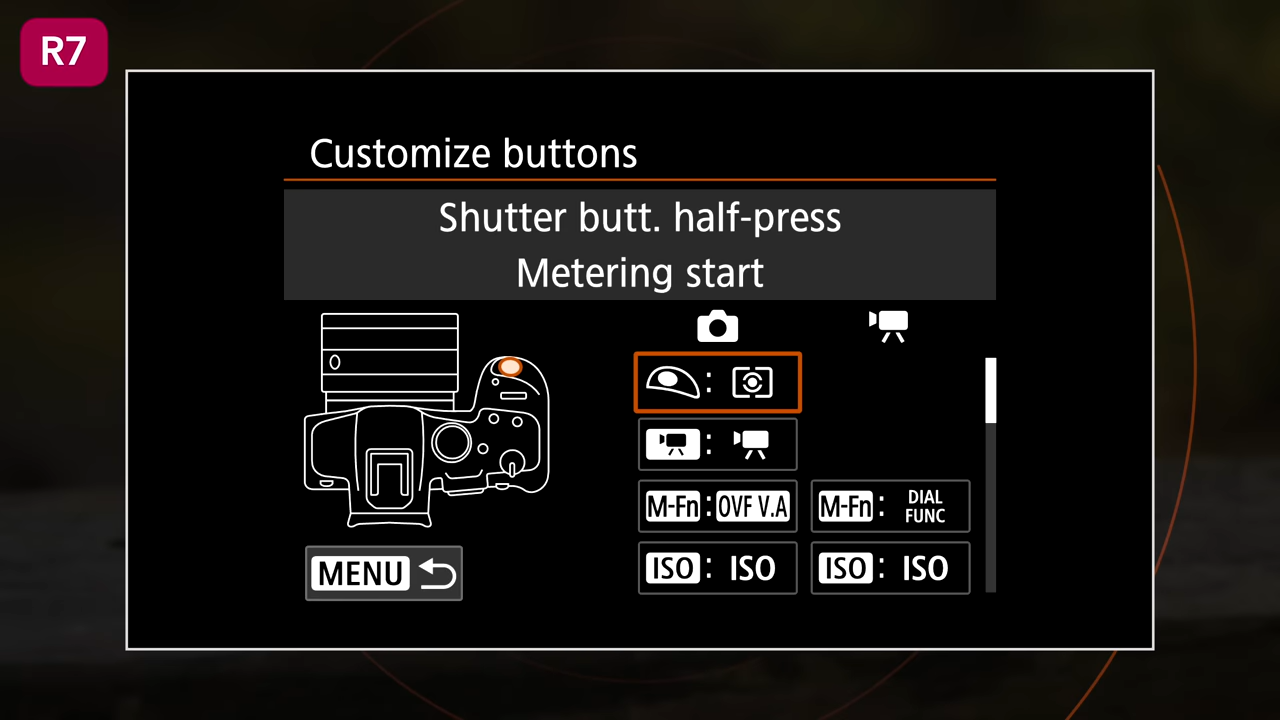 R7
Customize buttons
Shutter butt. half-press
Metering start
M-Fn : OVF V.A M-Fn : DIAL FUNC
ISO : ISO ISO : ISO
MENU